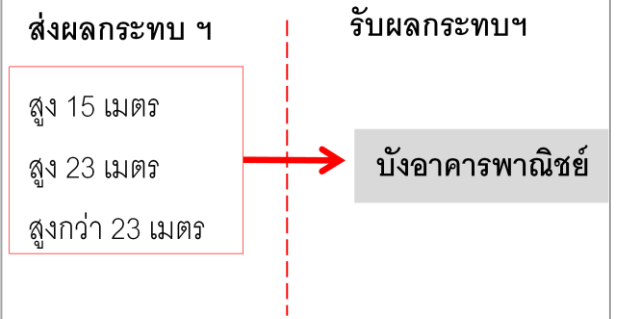 ส่งผลกระทบ ฯ
รับผลกระทบฯ
สูง 15 เมตร
สูง 23 เมตร
บังอาคารพาณิชย์
สูงกว่า 23 เมตร